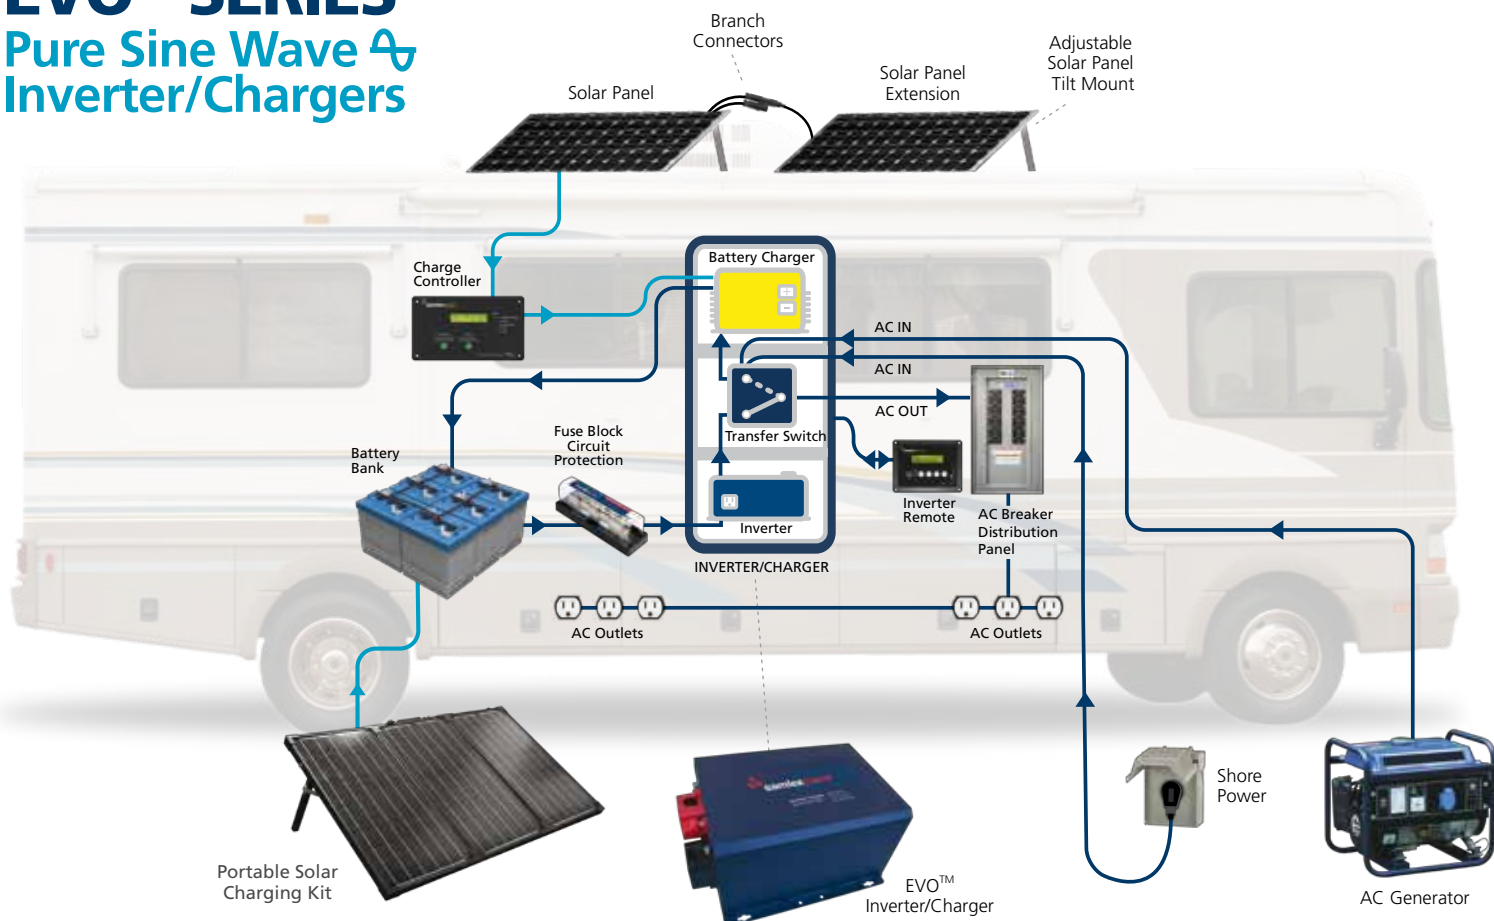 EVO™ SERIES
Pure Sine Wave
Inverter/Chargers
Branch
Connectors
Adjustable
Solar Panel
Tilt Mount
Solar Panel
Solar Panel
Extension
Charge
Controller
Battery Charger
AC IN
AC IN
AC OUT
Transfer Switch
Fuse Block
Circuit
Protection
Battery
Bank
Inverter
Inverter
Remote
AC Breaker
Distribution
Panel
INVERTER/CHARGER
AC Outlets
AC Outlets
Portable Solar
Charging Kit
samlex
EVO™
Inverter/Charger
Shore
Power
AC Generator